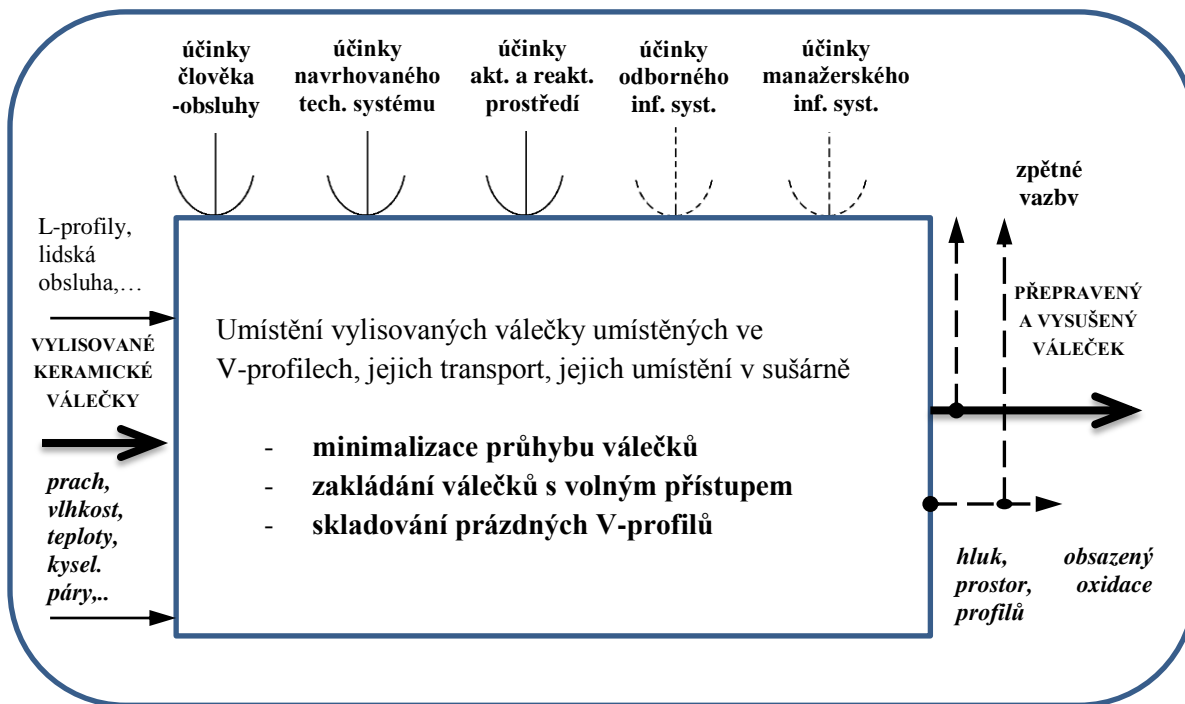 účinky
člověka
-obsluhy
účinky
navrhovaného
tech. systému
účinky
akt. a reakt.
prostředí
účinky
odborného
inf. syst.
účinky
manažerského
inf. syst.
zpětné
vazbv
L-profily,
lidská
obsluha,…
VYLISOVANÉ
KERAMICKÉ
VÁLEČKY
prach,
vlhkost,
teploty,
kysel.
páry,..
Umístění vylisovaných válečky umístěných ve
V-profilech, jejich transport, jejich umístění v sušárně
- minimalizace průhybu válečků
- zakládání válečků s volným přístupem
- skladování prázdných V-profilů
PŘEPRAVENÝ
A VYSUŠENÝ
VÁLEČEK
hluk, obsazený
prostor, oxidace
profilů